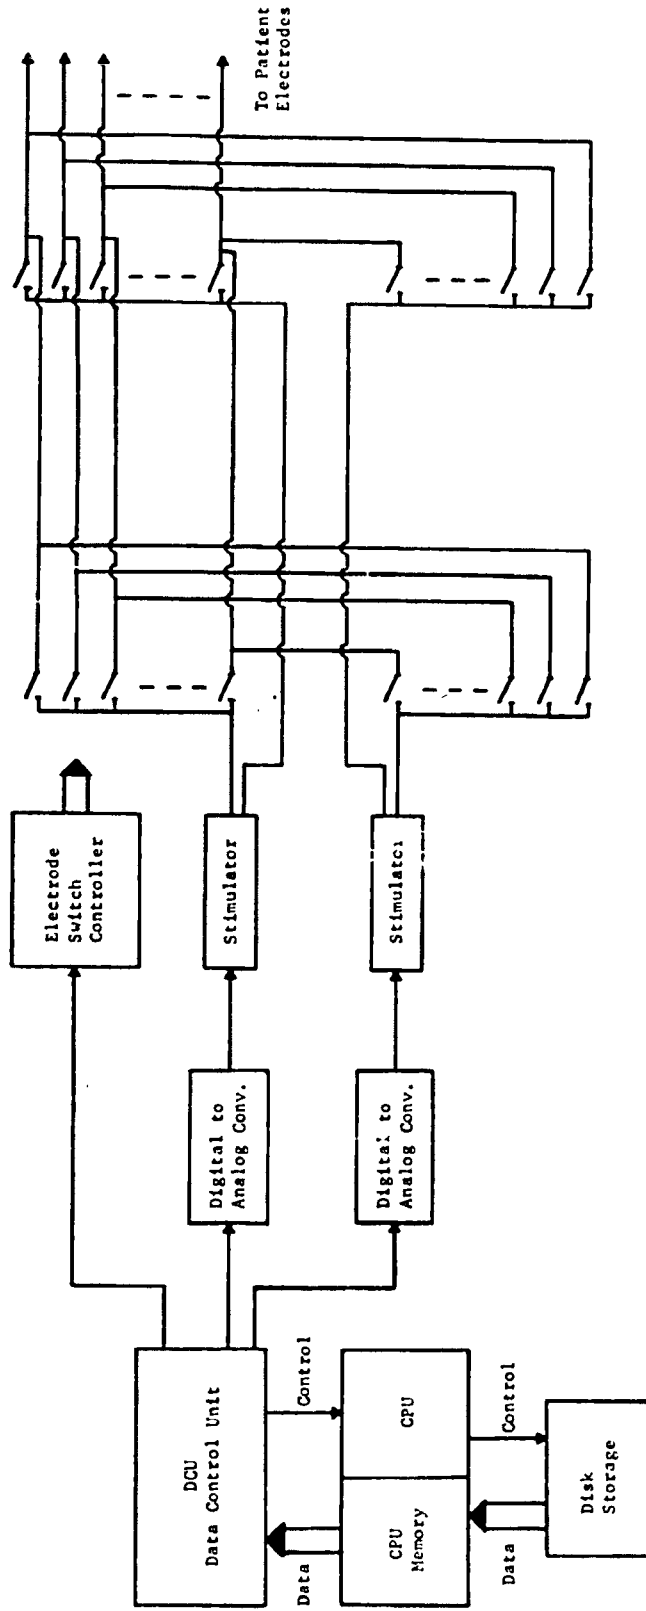 DCU
Data Control Unit
Control
Data
CPU
CPU
Memory
Control
Data
Disk
Storage
Digital to
Analog Conv.
Digital to
Analog Conv.
Electrode
Switch
Controller
Stimulator
Stimulator
To Patient
Electrodes